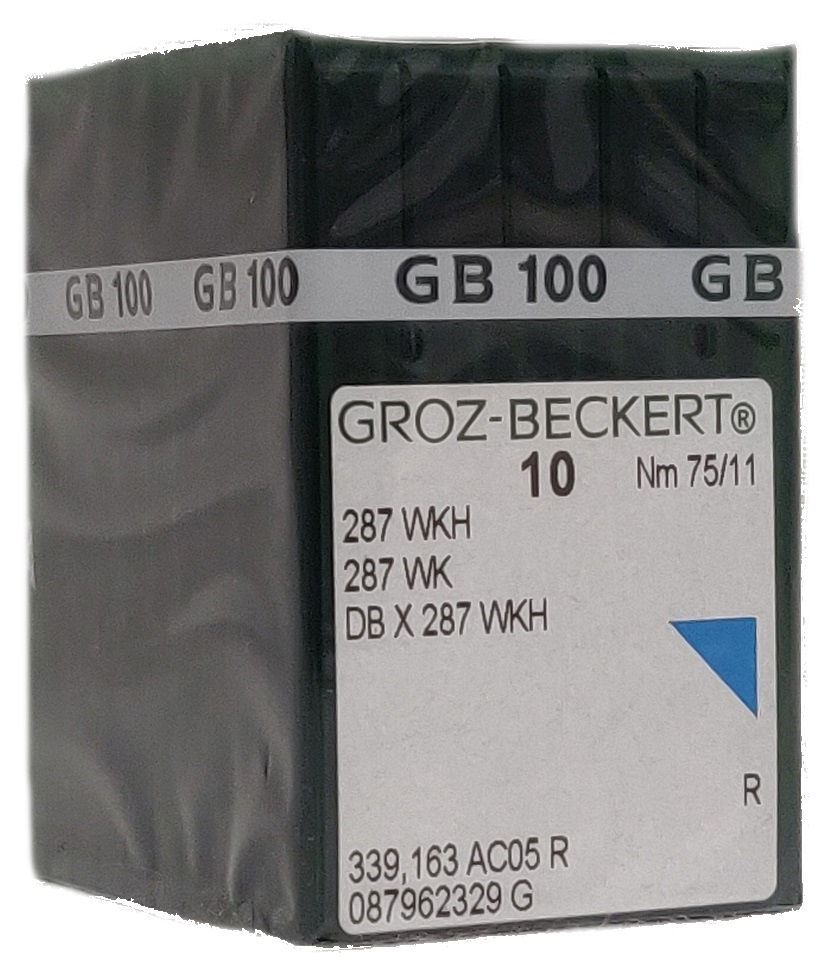 GB 100 GB 100 GB 100 GB
GROZ-BECKERT®
10 Nm 75/11
287 WKH
287 WK
DB X 287 WKH
R
339,163 AC05 R
087962329 G